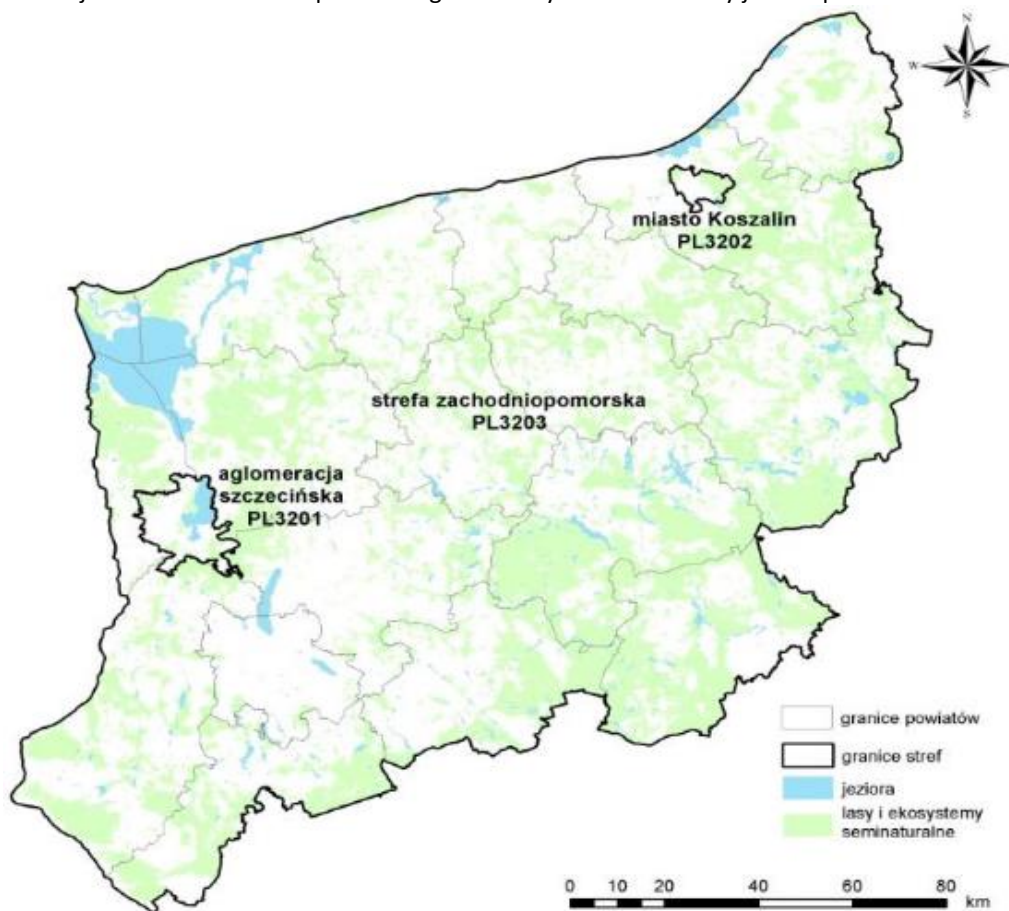 N
W
S
miasto Koszalin
PL3202
strefa zachodniopomorska
PL3203
aglomeracja
szczecińska
PL3201
granice powiatów
granice stref
jeziora
lasy i ekosystemy
seminaturalne
0 10 20 40 60 80
km